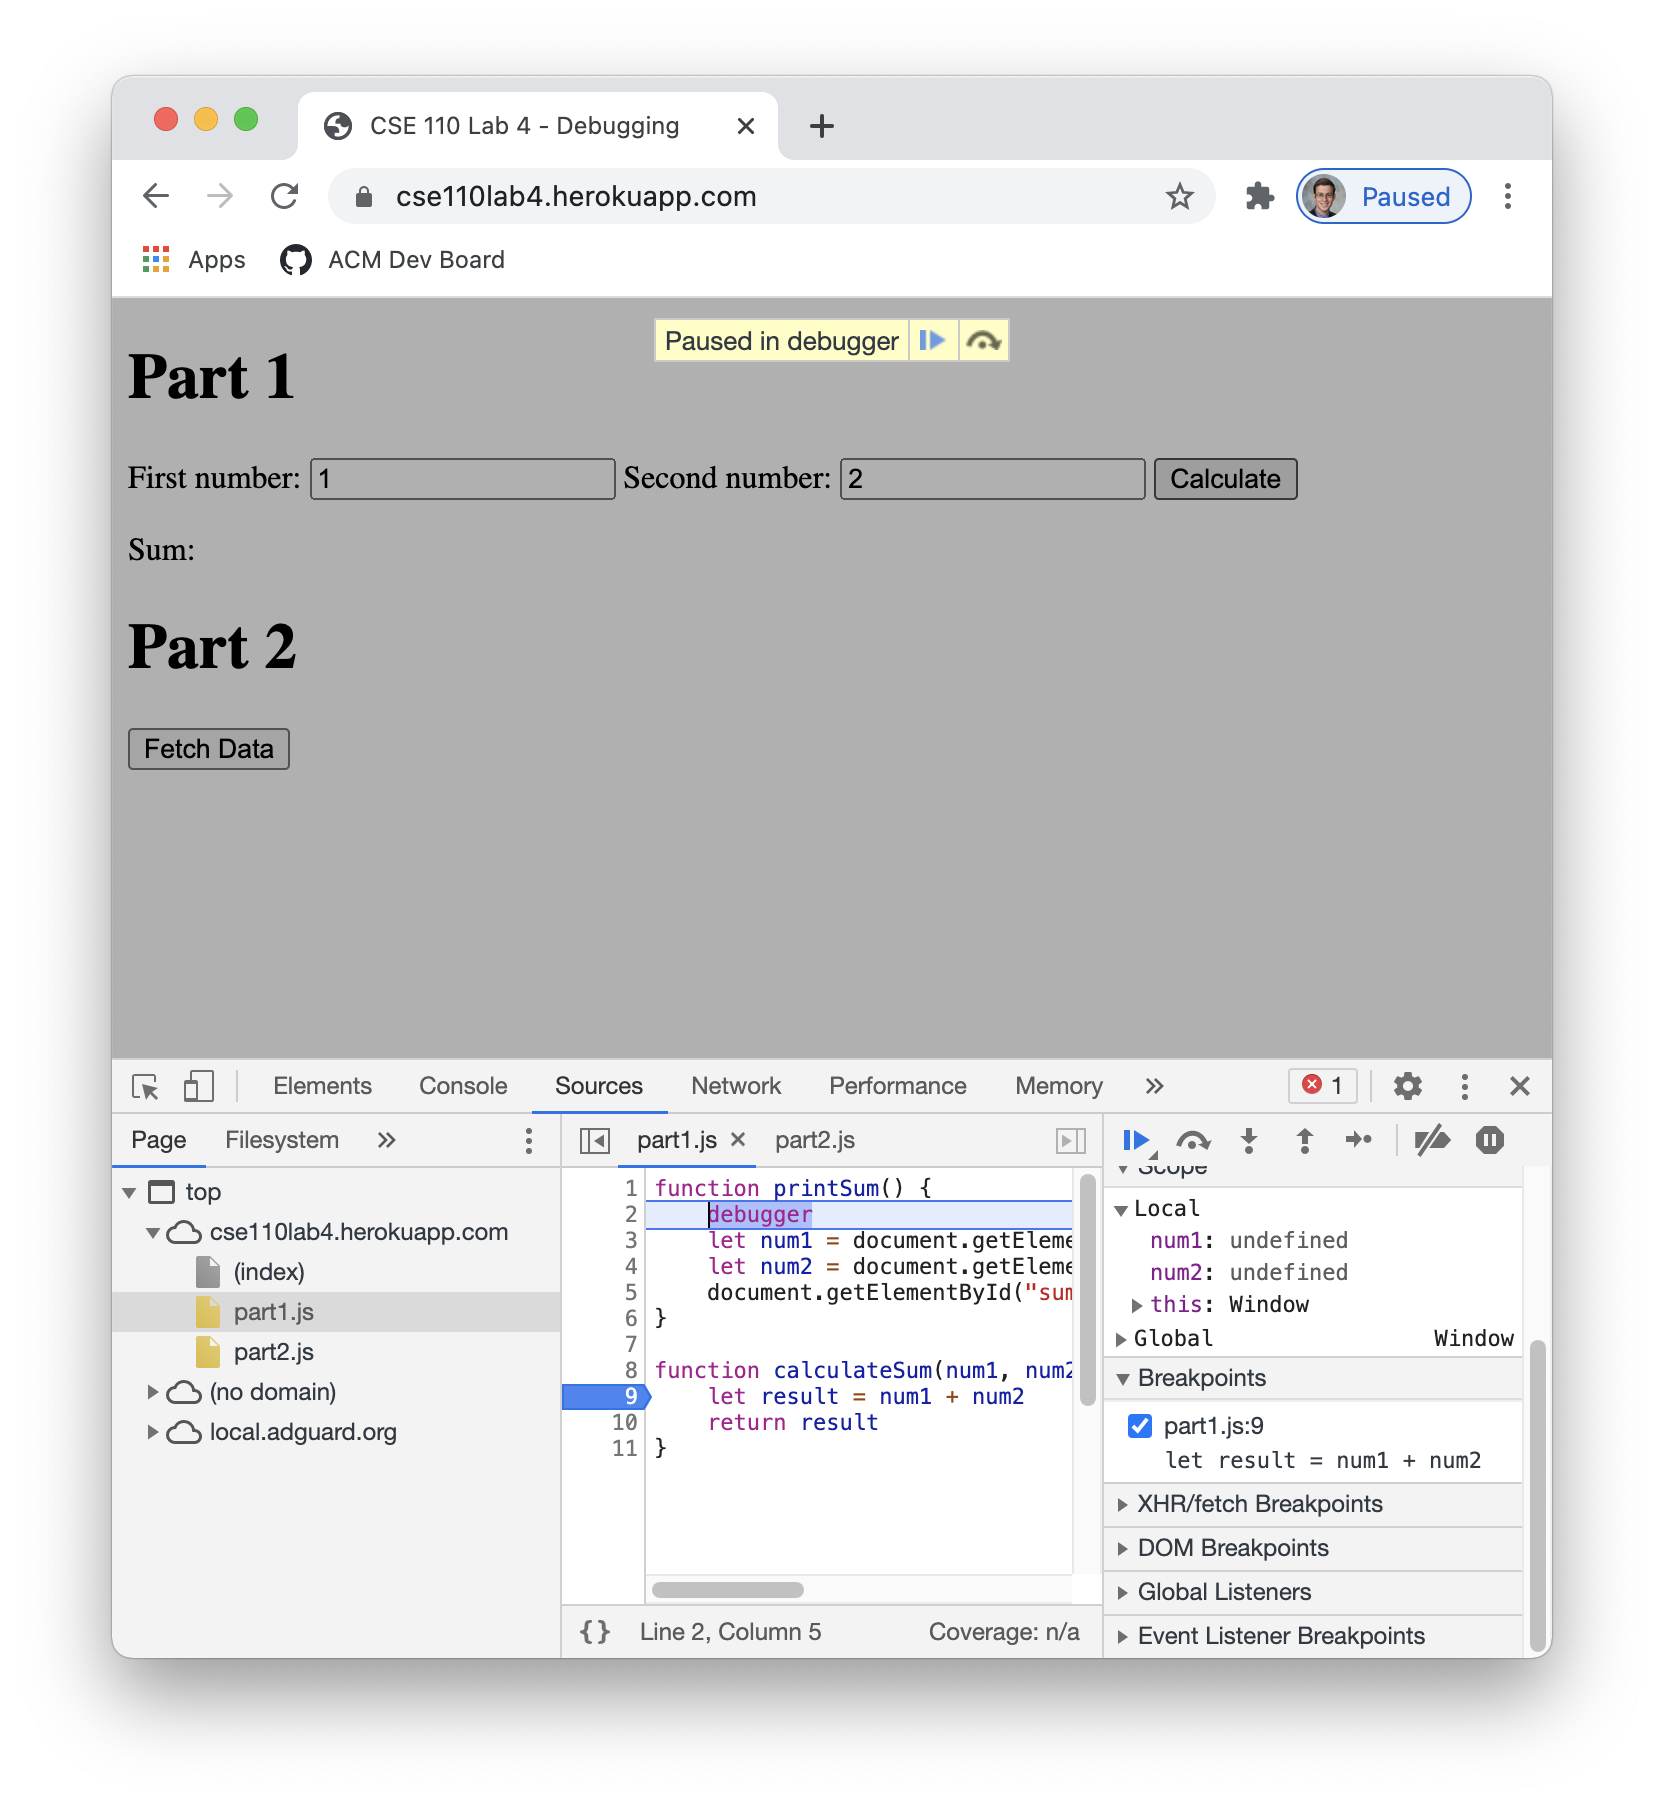 CSE 110 Lab 4 - Debugging
cse110lab4.herokuapp.com
Paused
Apps
ACM Dev Board
Paused in debugger
Part 1
First number: 1 Second number: 2 Calculate
Sum:
Part 2
Fetch Data
Elements Console Sources Network Performance Memory » 1
Page Filesystem »
top
cse110lab4.herokuapp.com
(index)
part1.js
part2.js
(no domain)
local.adguard.org
part1.js part2.js
1 function printSum() {
2 debugger
3 let num1 = document.getEleme
4 let num2 = document.getEleme
5 document.getElementById("sum
6 }
7
8 function calculateSum(num1, num2
9 let result = num1 + num2
10 return result
11 }
{} Line 2, Column 5 Coverage: n/a
Scope
Local
num1: undefined
num2: undefined
this: Window
Global Window
Breakpoints
part1.js:9
let result = num1 + num2
XHR/fetch Breakpoints
DOM Breakpoints
Global Listeners
Event Listener Breakpoints